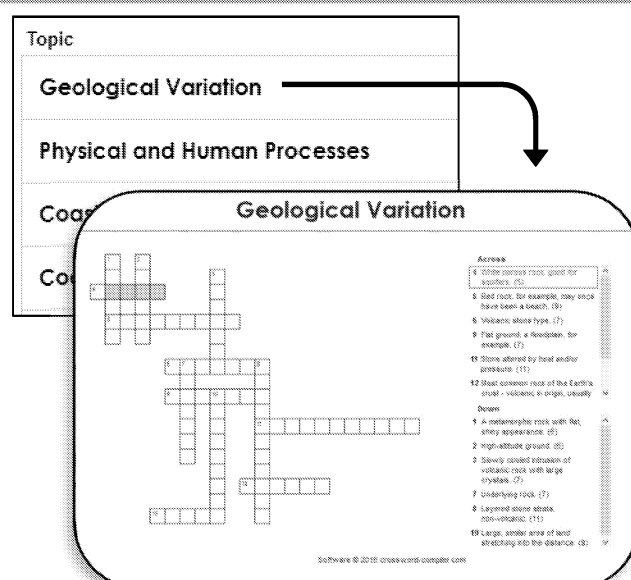 Topic
Geological Variation
Physical and Human Processes
Coas
Co
Geological Variation
Across
4 White porous rock, good for
aquifers. (5)
5 Red rock, for example, may once
have been a beach. (9)
6 Volcanic stone type. (7)
9 Flat ground, a floodplain, for
example. (7)
11 Stone altered by heat and/or
pressure. (11)
12 Most common rock of the Earth's
crust - volcanic in origin, usually
Down
1 A metamorphic rock with flat,
shiny appearance. (6)
2 High-altitude ground. (6)
3 Slowly cooled intrusion of
volcanic rock with large
crystals. (7)
7 Underlying rock. (7)
8 Layered stone strata,
non-volcanic. (11)
10 Large, similar area of land
stretching into the distance. (9)
Software © 2016 crossword-compiler.com